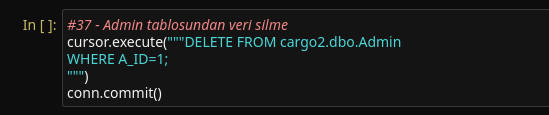 In [ ]: #37 - Admin tablosundan veri silme
cursor.execute("""DELETE FROM cargo2.dbo.Admin
WHERE A_ID=1;
""")
conn.commit()